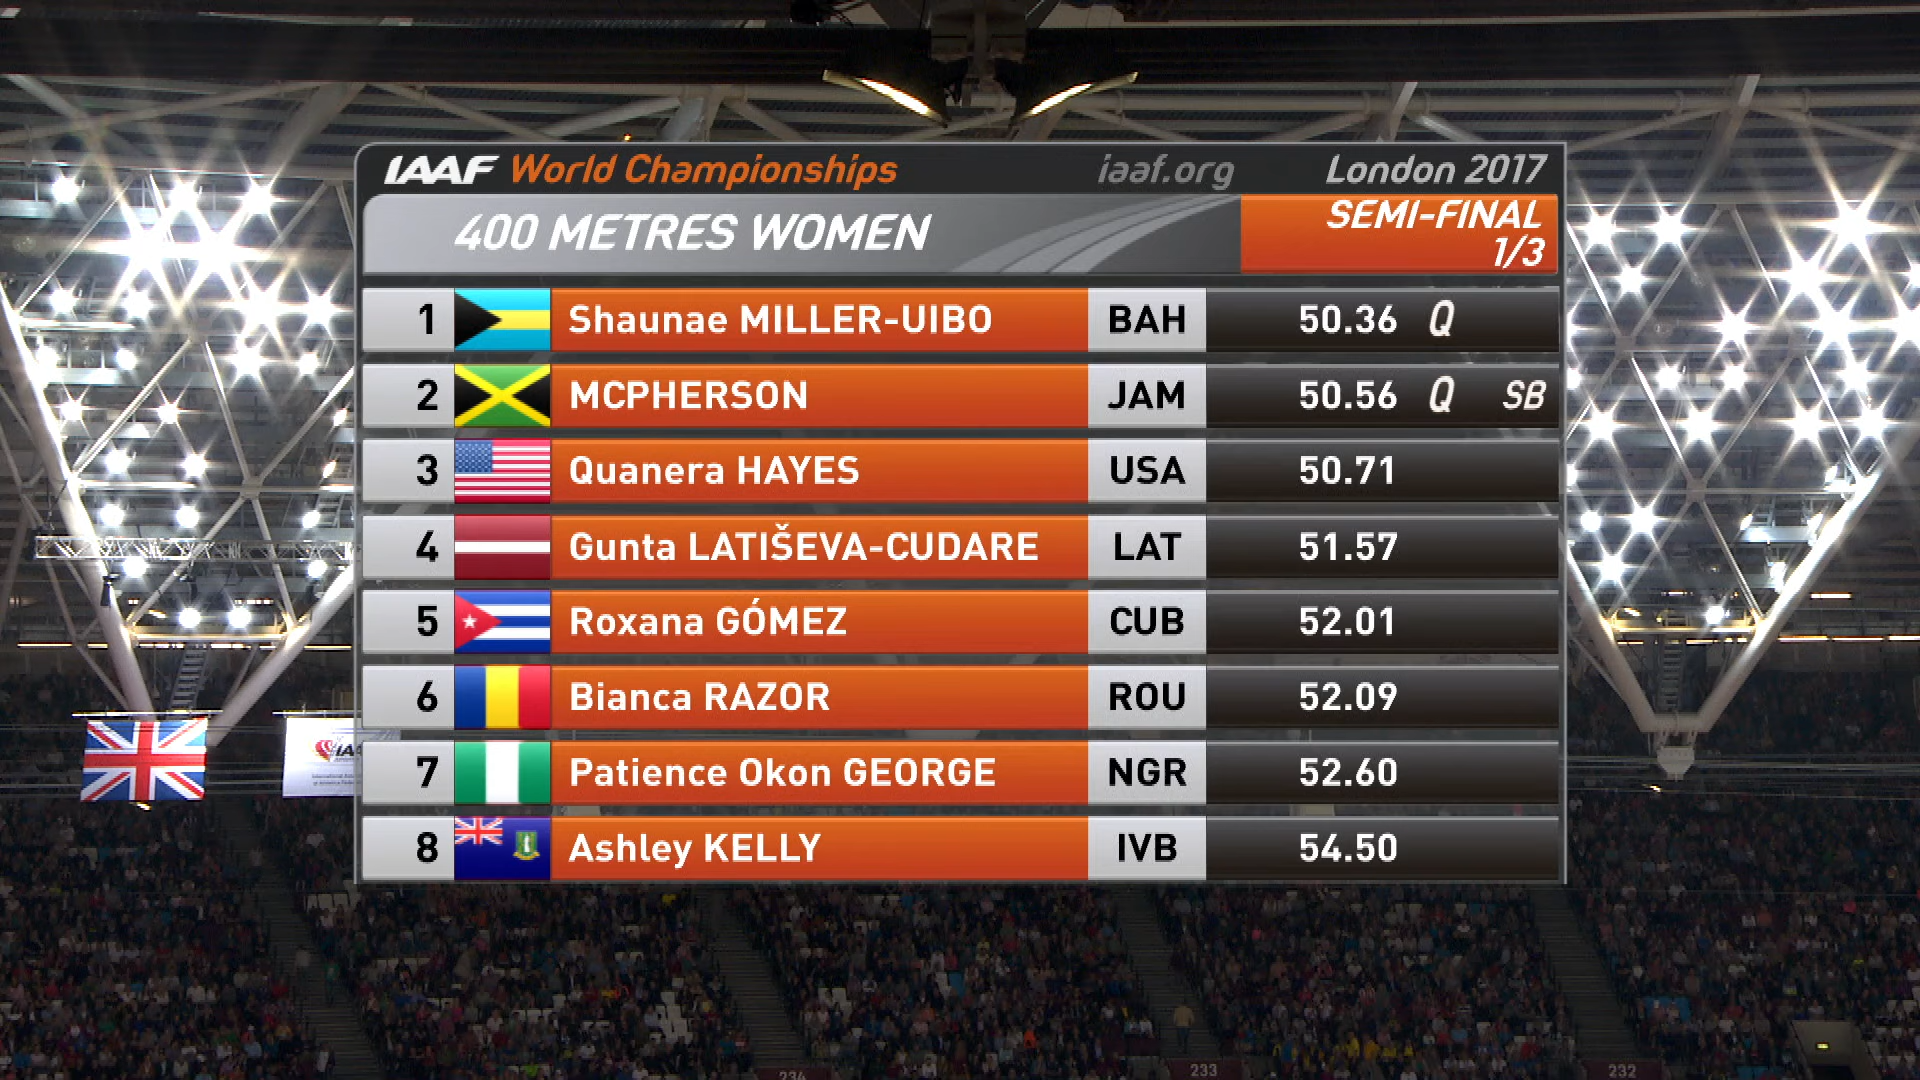 IAAF World Championships iaaf.org London 2017
400 METRES WOMEN SEMI-FINAL
1/3
1 Shaunae MILLER-UIBO BAH 50.36 Q
2 MCPHERSON JAM 50.56 Q SB
3 Quanera HAYES USA 50.71
4 Gunta LATIŠEVA-CUDARE LAT 51.57
5 Roxana GÓMEZ CUB 52.01
6 Bianca RAZOR ROU 52.09
7 Patience Okon GEORGE NGR 52.60
8 Ashley KELLY IVB 54.50
234 233 232